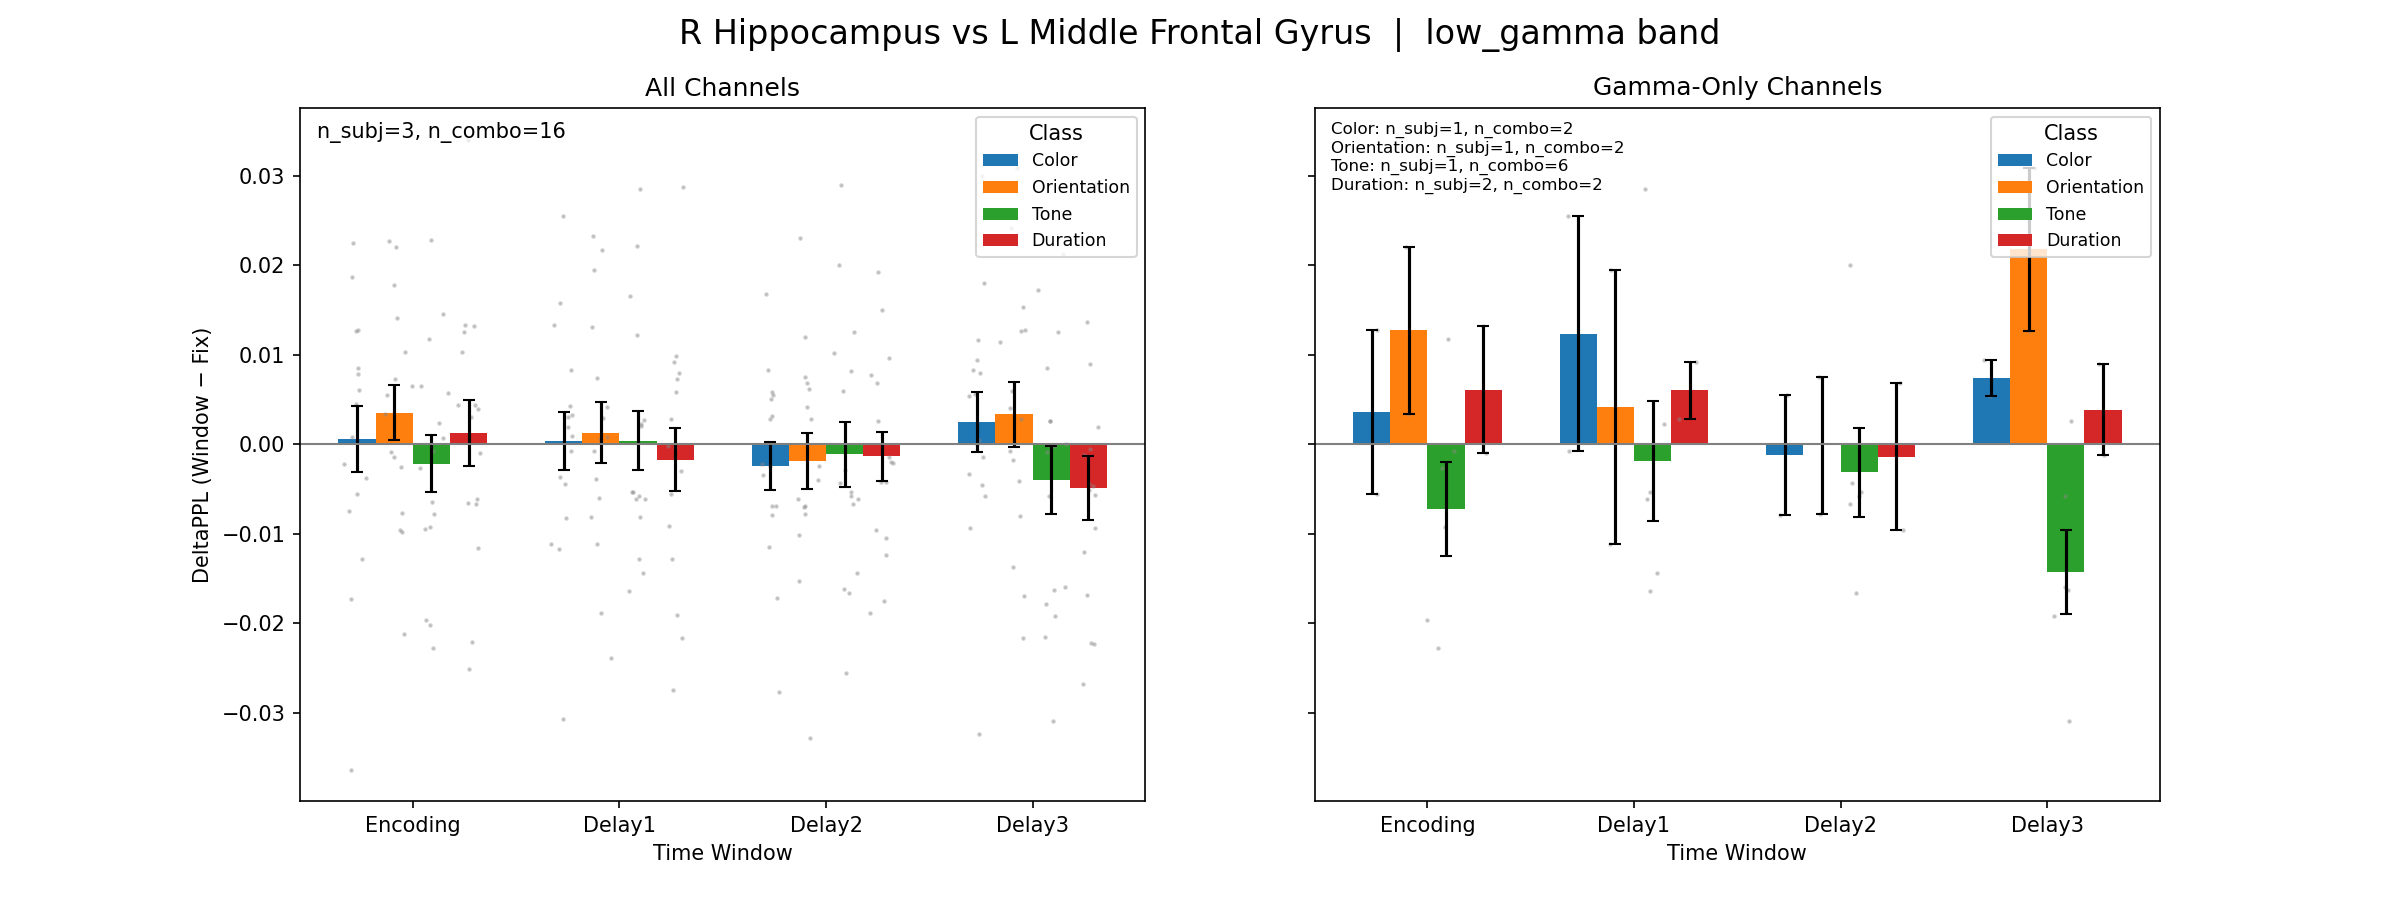 R Hippocampus vs L Middle Frontal Gyrus | low_gamma band
All Channels
n_subj=3, n_combo=16
Class
Color
Orientation
Tone
Duration
DeltaPPL (Window − Fix)
0.03
0.02
0.01
0.00
−0.01
−0.02
−0.03
Encoding
Delay1
Delay2
Delay3
Time Window
Gamma-Only Channels
Color: n_subj=1, n_combo=2
Orientation: n_subj=1, n_combo=2
Tone: n_subj=1, n_combo=6
Duration: n_subj=2, n_combo=2
Class
Color
Orientation
Tone
Duration
Encoding
Delay1
Delay2
Delay3
Time Window